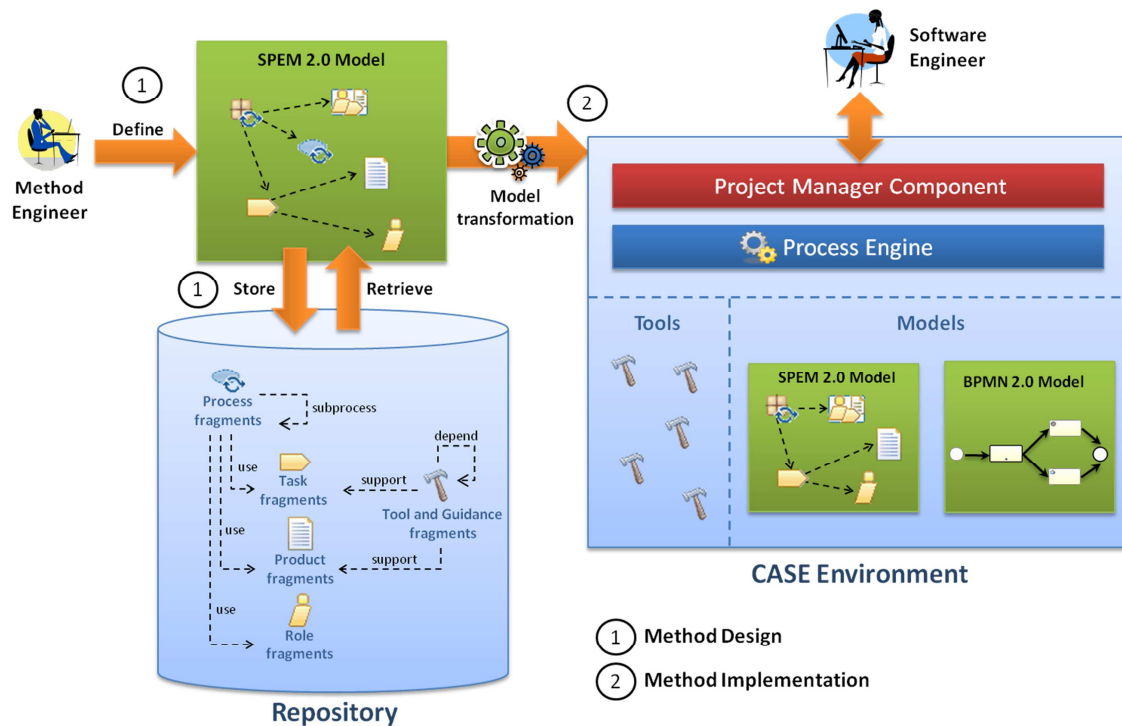 SPEM 2.0 Model
1
Define
Method
Engineer
2
Model
transformation
Software
Engineer
Project Manager Component
Process Engine
Tools
Models
SPEM 2.0 Model
BPMN 2.0 Model
CASE Environment
1
Store
Retrieve
Process
fragments
subprocess
use
Task
fragments
support
depend
Tool and Guidance
fragments
use
Product
fragments
support
use
Role
fragments
Repository
1 Method Design
2 Method Implementation